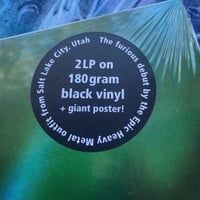 The furious debut by the Epic Heavy Metal outfit from Salt Lake City, Utah
2LP on
180gram
black vinyl
+ giant poster!